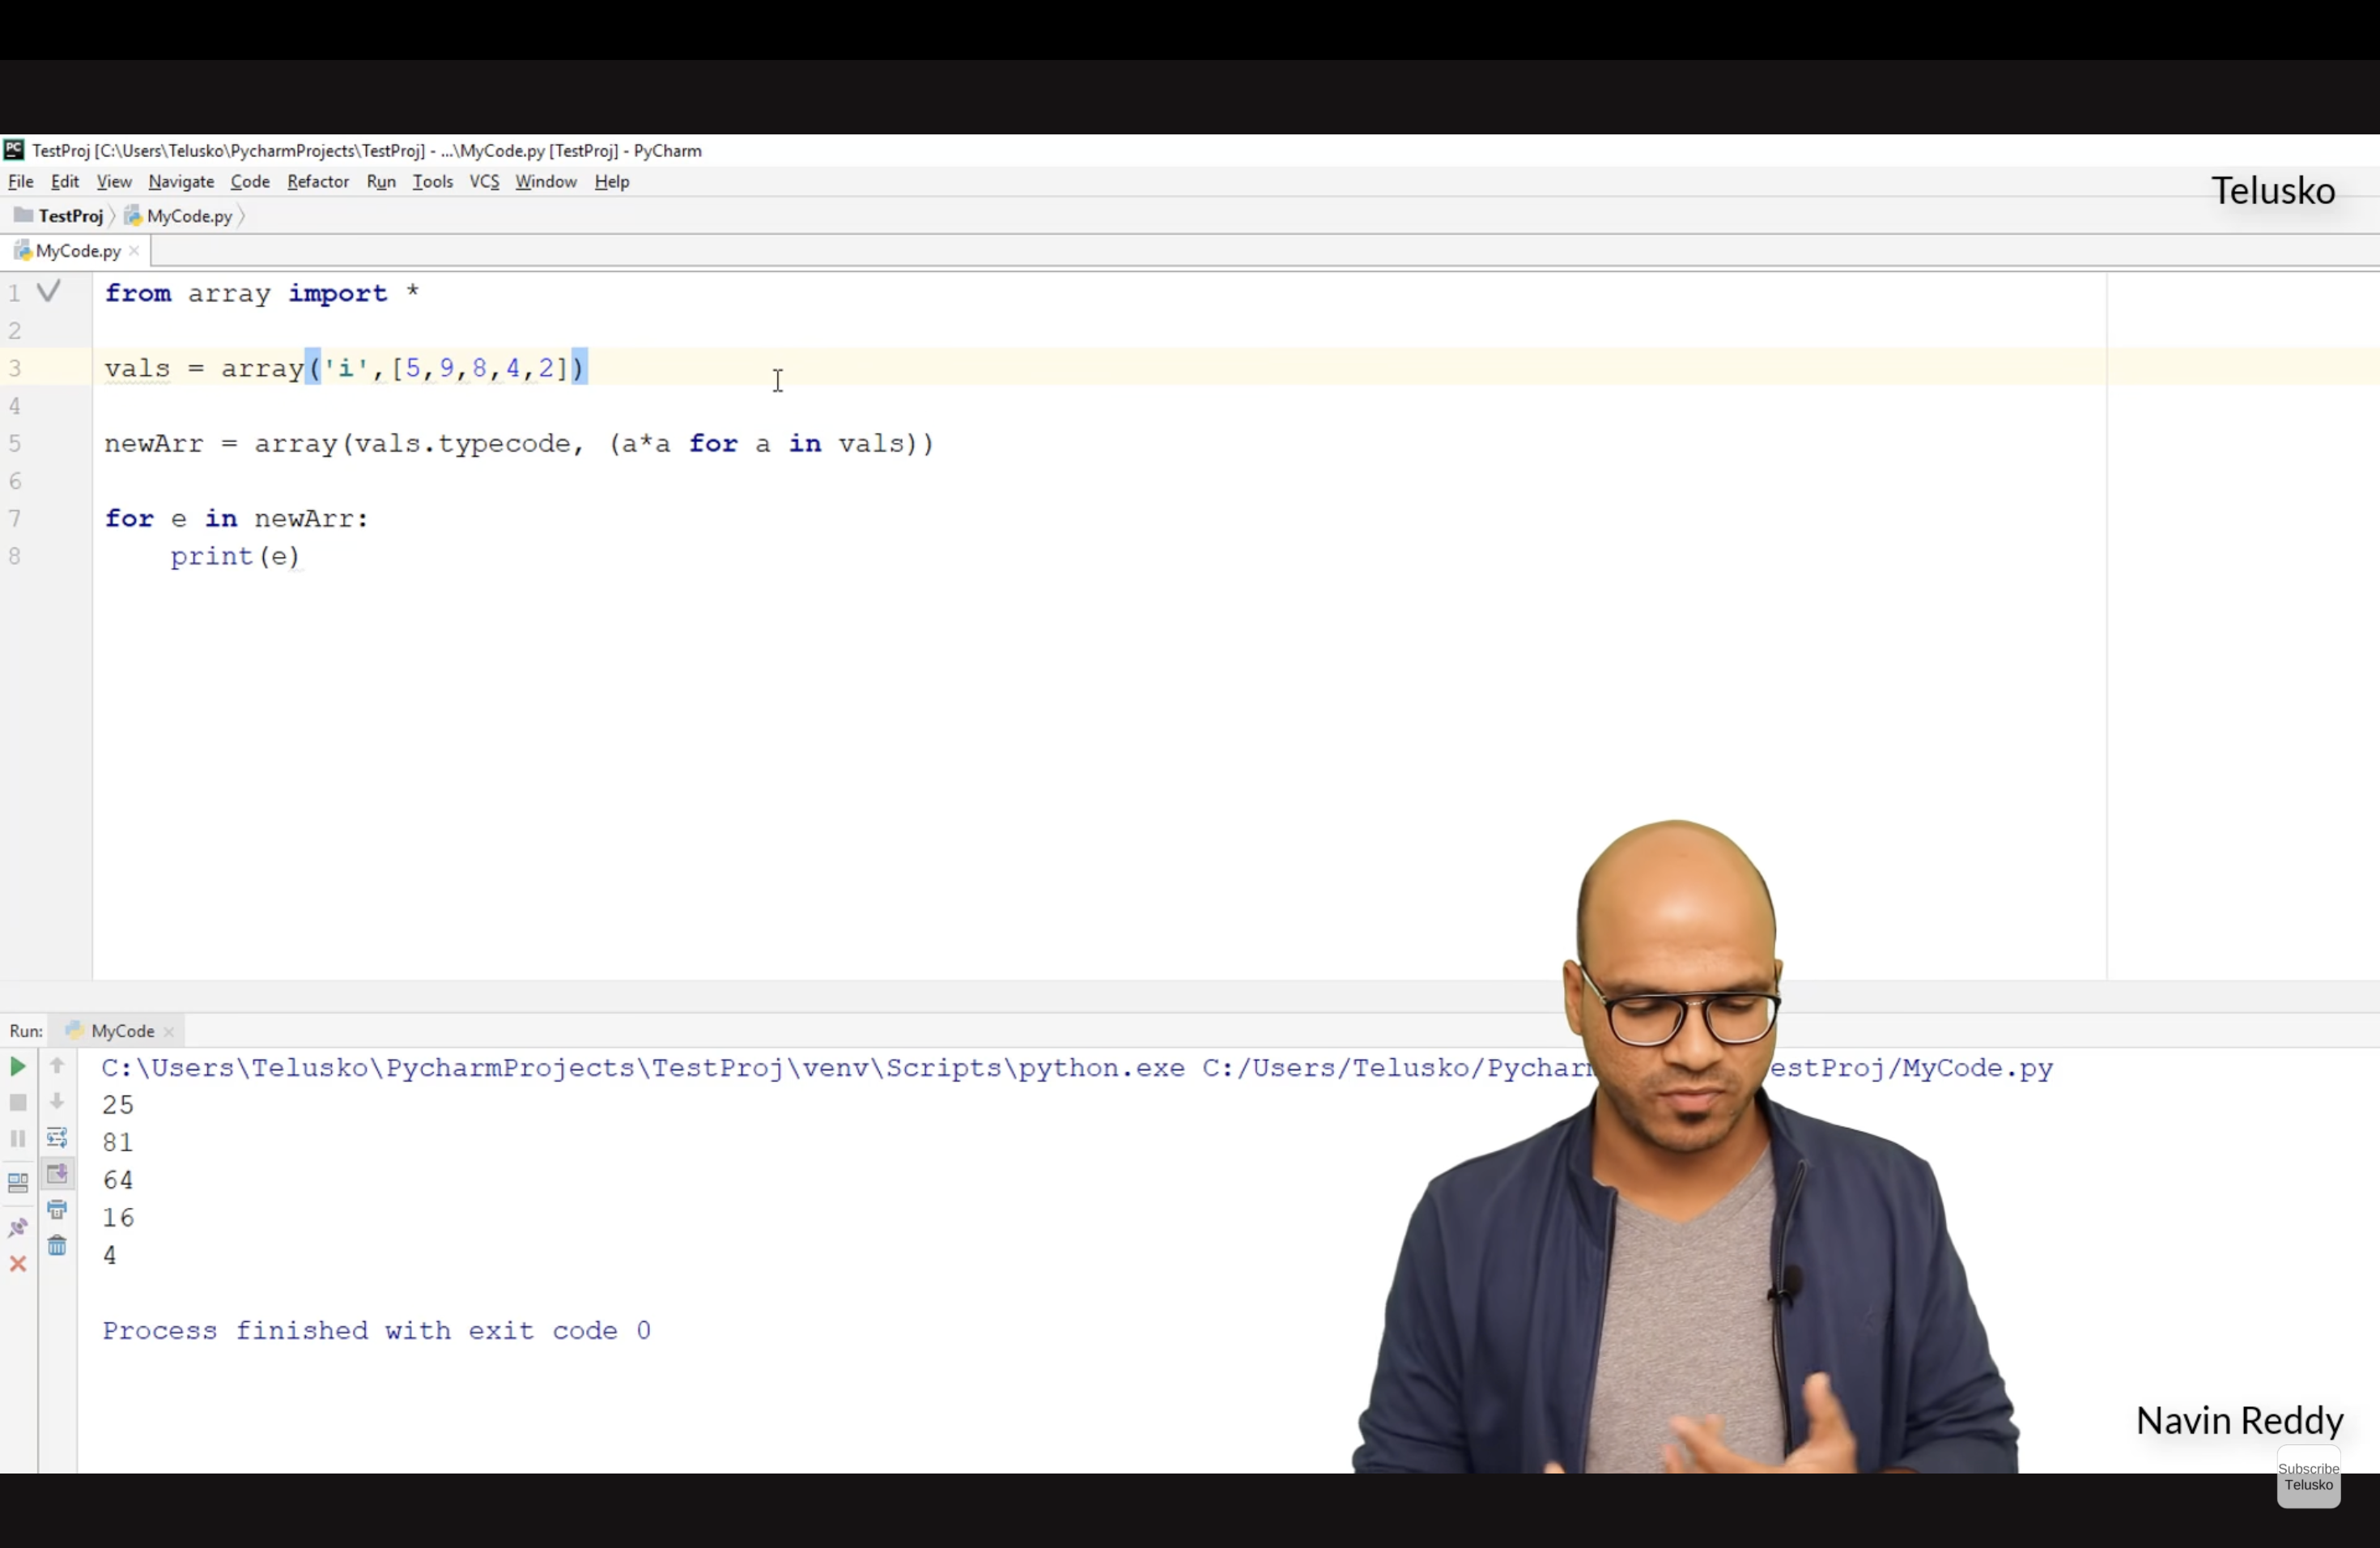 TestProj [C:\Users\Telusko\PycharmProjects\TestProj] - ...\MyCode.py [TestProj] - PyCharm
File Edit View Navigate Code Refactor Run Tools VCS Window Help
Telusko
TestProj MyCode.py
MyCode.py
1 from array import *
2
3 vals = array('i',[5,9,8,4,2])
4
5 newArr = array(vals.typecode, (a*a for a in vals))
6
7 for e in newArr:
8 print(e)
Run: MyCode
C:\Users\Telusko\PycharmProjects\TestProj\venv\Scripts\python.exe C:/Users/Telusko/Pychar estProj/MyCode.py
25
81
64
16
4
Process finished with exit code 0
Navin Reddy
Subscribe
Telusko